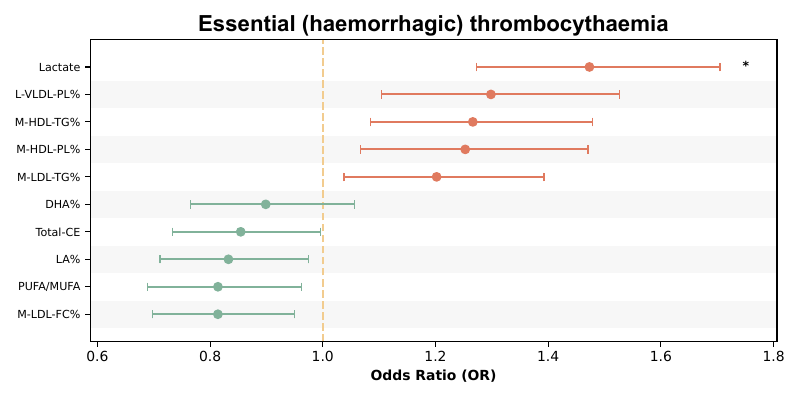 Essential (haemorrhagic) thrombocythaemia
Lactate
*
L-VLDL-PL%
M-HDL-TG%
M-HDL-PL%
M-LDL-TG%
DHA%
Total-CE
LA%
PUFA/MUFA
M-LDL-FC%
0.6 0.8 1.0 1.2 1.4 1.6 1.8
Odds Ratio (OR)